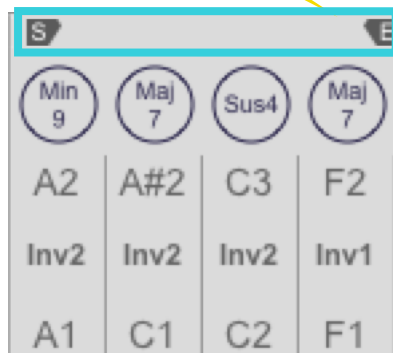 S E
Min Maj Sus4 Maj
9 7 7
A2 A#2 C3 F2
Inv2 Inv2 Inv2 Inv1
A1 C1 C2 F1